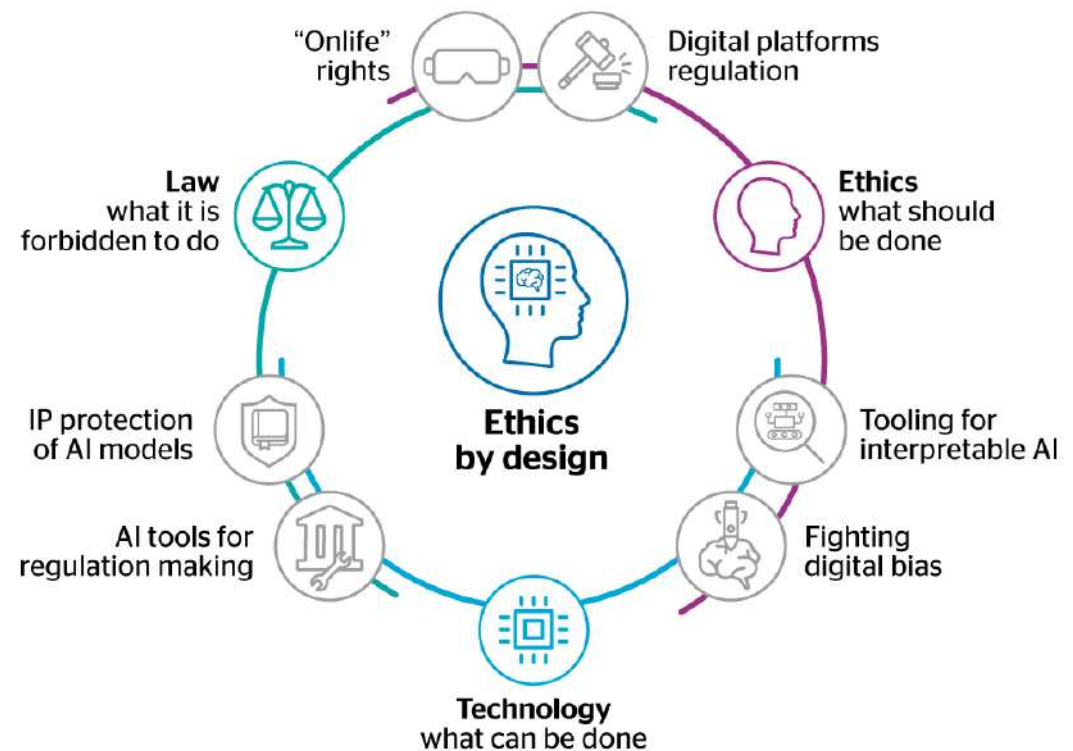 “Onlife”
rights
Digital platforms
regulation
Law
what it is
forbidden to do
Ethics
what should
be done
Ethics
by design
IP protection
of AI models
Tooling for
interpretable AI
AI tools for
regulation making
Fighting
digital bias
Technology
what can be done